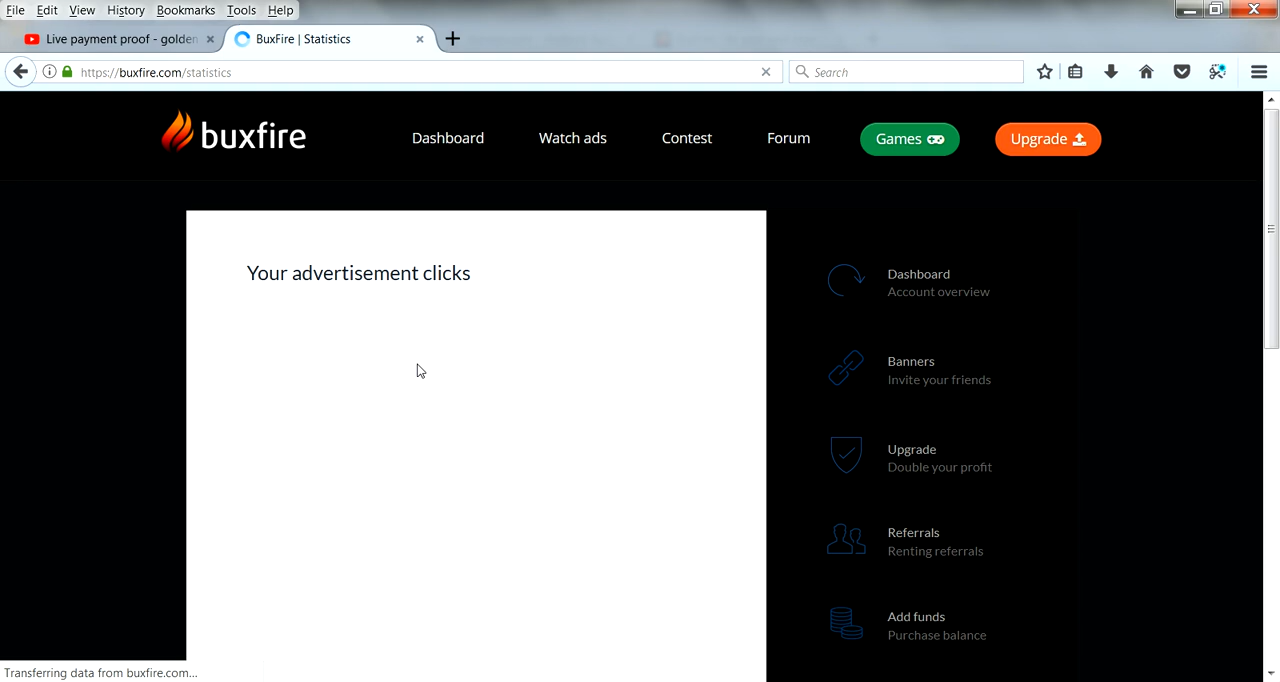 File Edit View History Bookmarks Tools Help
Live payment proof - golden
BuxFire | Statistics
https://buxfire.com/statistics
Search
buxfire
Dashboard
Watch ads
Contest
Forum
Games
Upgrade
Your advertisement clicks
Dashboard
Account overview
Banners
Invite your friends
Upgrade
Double your profit
Referrals
Renting referrals
Add funds
Purchase balance
Transferring data from buxfire.com...